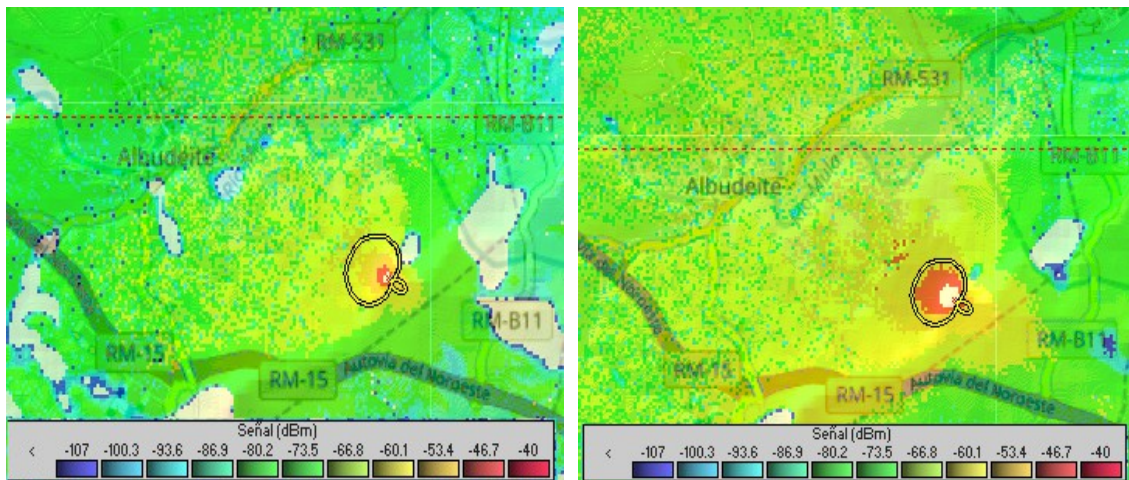 RM-531
RM-B11
Albudeite
RM-B11
RM-15
RM-15
Autovía del Noroeste
Señal (dBm)
< -107 -100.3 -93.6 -86.9 -80.2 -73.5 -66.8 -60.1 -53.4 -46.7 -40
RM-531
RM-B11
Albudeite
Mula
RM-B11
RM-15
RM-15
Autovía del Noroeste
Señal (dBm)
< -107 -100.3 -93.6 -86.9 -80.2 -73.5 -66.8 -60.1 -53.4 -46.7 -40